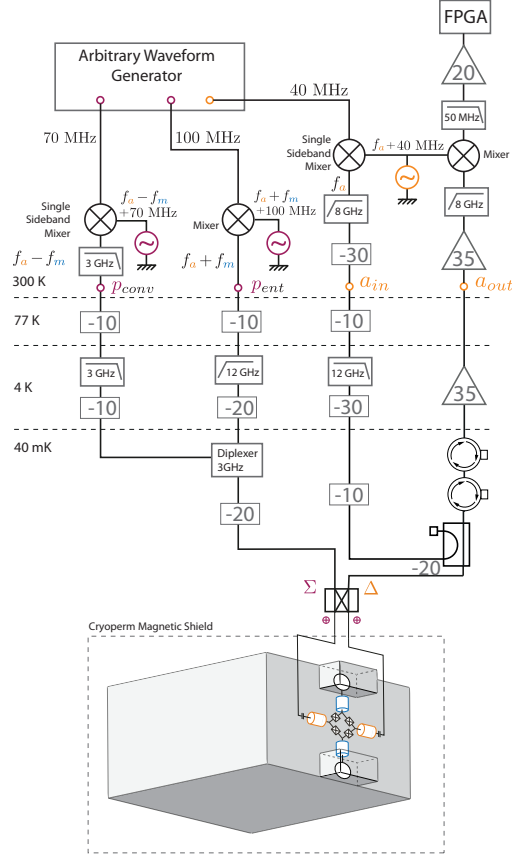 FPGA
Arbitrary Waveform
Generator
20
40 MHz
50 MHz
70 MHz
100 MHz
Single
Sideband
Mixer
f_a+40 MHz
Mixer
f_a
f_a−f_m
+70 MHz
f_a+f_m
+100 MHz
Single
Sideband
Mixer
Mixer
8 GHz
8 GHz
f_a−f_m
3 GHz
f_a+f_m
-30
35
300 K
p_conv
p_ent
a_in
a_out
77 K
-10
-10
-10
3 GHz
12 GHz
12 GHz
4 K
35
-10
-20
-30
40 mK
Diplexer
3GHz
-10
-20
-20
Σ
Δ
Cryoperm Magnetic Shield